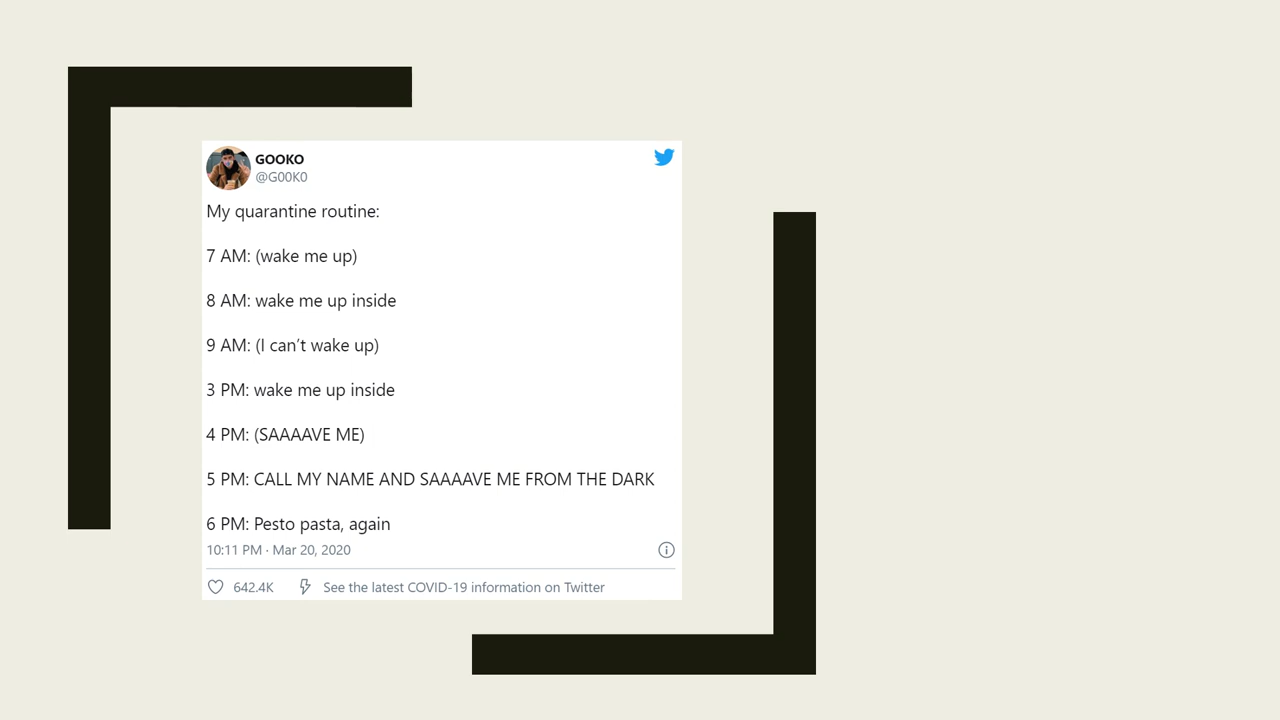 GOOKO
@G00K0
My quarantine routine:
7 AM: (wake me up)
8 AM: wake me up inside
9 AM: (I can’t wake up)
3 PM: wake me up inside
4 PM: (SAAAAVE ME)
5 PM: CALL MY NAME AND SAAAAVE ME FROM THE DARK
6 PM: Pesto pasta, again
10:11 PM · Mar 20, 2020
642.4K See the latest COVID-19 information on Twitter